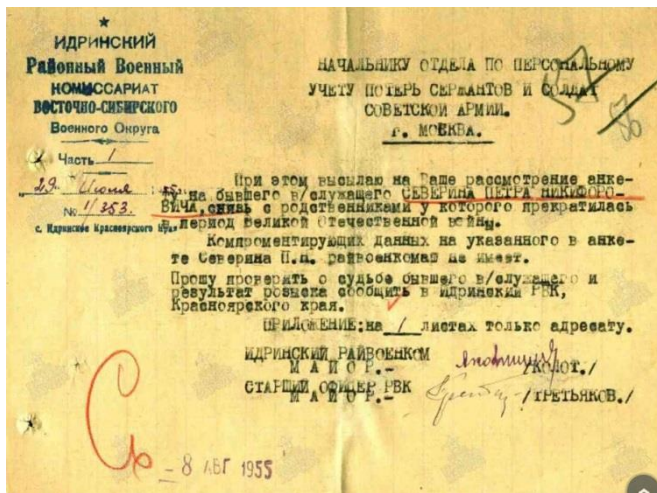 ИДРИНСКИЙ
Районный Военный
КОМИССАРИАТ
ВОСТОЧНО-СИБИРСКОГО
Военного Округа
Часть 1
"29" Июня 55
№ 1/353.
с. Идринское Красноярского Края
НАЧАЛЬНИКУ ОТДЕЛА ПО ПЕРСОНАЛЬНОМУ
УЧЕТУ ПОТЕРЬ СЕРЖАНТОВ И СОЛДАТ
СОВЕТСКОЙ АРМИИ.
Г. МОСКВА.
56
При этом высылаю на Ваше рассмотрение анке-
ту на бывшего в/служащего СЕВЕРИНА ПЕТРА НИКИФОРО-
ВИЧА, связь с родственниками у которого прекратилась
в период Великой Отечественной войны.
Компроментирующих данных на указанного в анке-
те Северина П.Н. райвоенкомат не имеет.
Прошу проверить о судьбе бывшего в/служащего и
результат розыска сообщить в Идринский РВК,
Красноярского края.
ПРИЛОЖЕНИЕ: на 1 листах только адресату.
ИДРИНСКИЙ РАЙВОЕНКОМ
МАЙОР.- /КОЛОТ./
СТАРШИЙ ОФИЦЕР РВК
МАЙОР.- /ТРЕТЬЯКОВ./
- 8 АВГ 1955